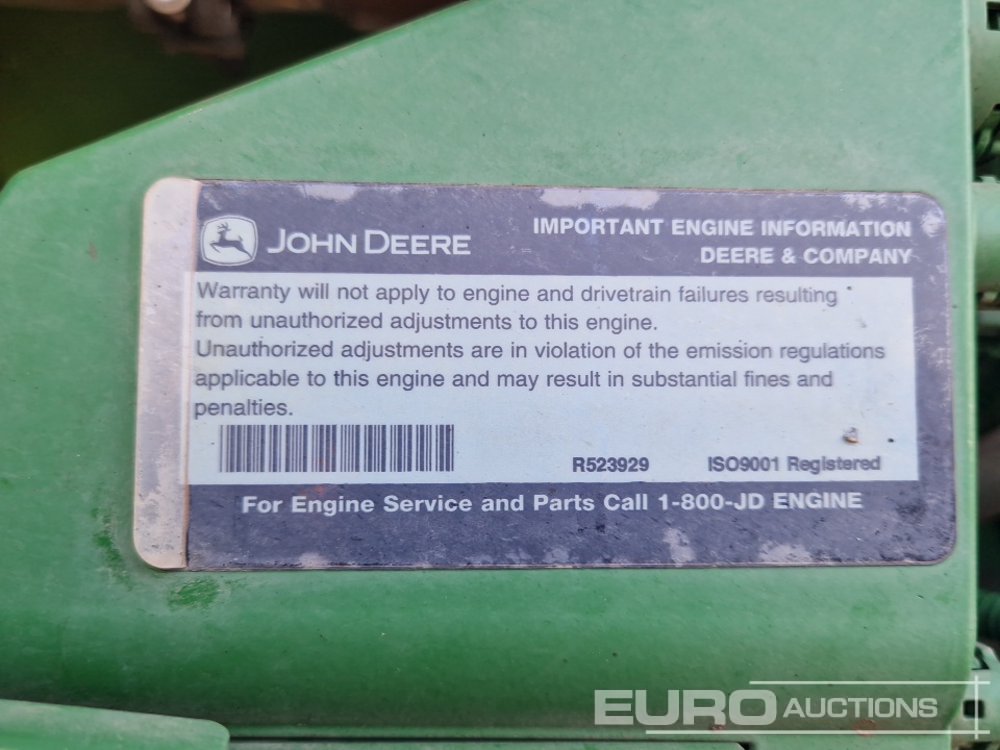 JOHN DEERE
IMPORTANT ENGINE INFORMATION
DEERE & COMPANY
Warranty will not apply to engine and drivetrain failures resulting
from unauthorized adjustments to this engine.
Unauthorized adjustments are in violation of the emission regulations
applicable to this engine and may result in substantial fines and
penalties.
R523929 ISO9001 Registered
For Engine Service and Parts Call 1-800-JD ENGINE
EURO AUCTIONS